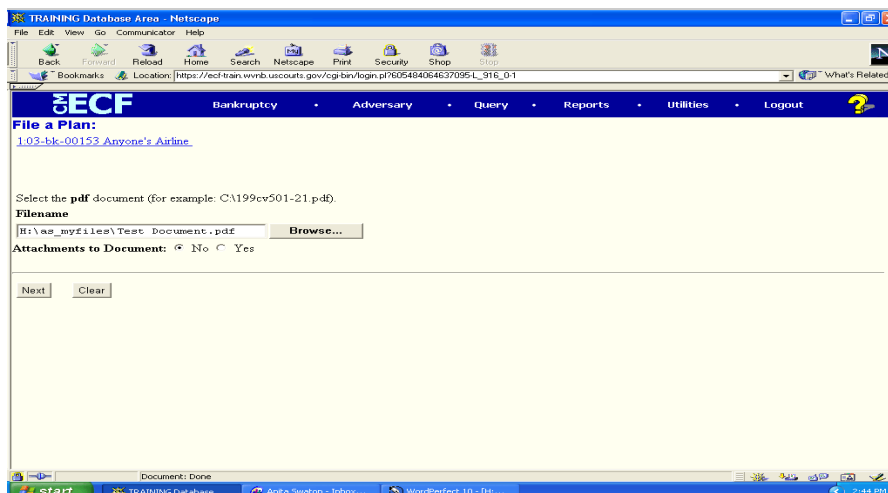 TRAINING Database Area - Netscape
File Edit View Go Communicator Help
Back Forward Reload Home Search Netscape Print Security Shop Stop
Bookmarks Location: https://ecf-train.wvnb.uscourts.gov/cgi-bin/login.pl?605484064637095-L_916_0-1 What's Related
CM ECF Bankruptcy • Adversary • Query • Reports • Utilities • Logout ?
File a Plan:
1:03-bk-00153 Anyone's Airline
Select the pdf document (for example: C:\199cv501-21.pdf).
Filename
H:\as_myfiles\Test Document.pdf Browse...
Attachments to Document: No Yes
Next Clear
Document: Done
start TRAINING Database... Anita Swaton - Inbox... WordPerfect 10 - [H:... 2:44 PM